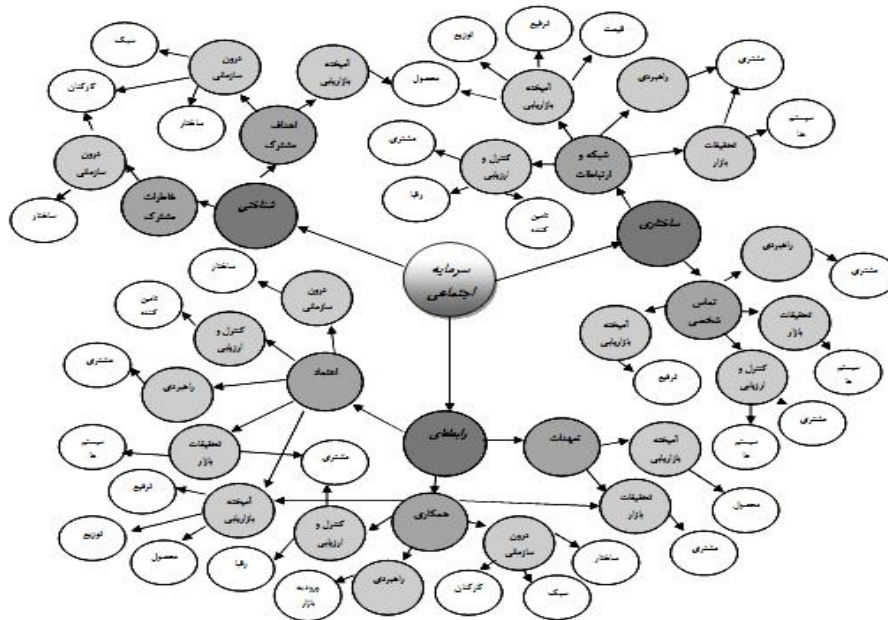 سبک
درون
سازمانی
کارکنان
ساختار
آمیخته
بازاریابی
اهداف
مشترک
درون
سازمانی
ساختار
خاطرات
مشترک
شناختی
توزیع
ترفیع
قیمت
محصول
آمیخته
بازاریابی
راهبردی
مشتری
مشتری
کنترل و
ارزیابی
شبکه و
ارتباطات
تحقیقات
بازار
سیستم
ها
رقبا
تامین
کننده
ساختاری
سرمایه
اجتماعی
راهبردی
مشتری
تماس
شخصی
آمیخته
بازاریابی
تحقیقات
بازار
ترفیع
کنترل و
ارزیابی
سیستم
ها
مشتری
سیستم
ها
ساختار
درون
سازمانی
تامین
کننده
کنترل و
ارزیابی
مشتری
راهبردی
اعتماد
سیستم
ها
تحقیقات
بازار
مشتری
رابطه‌ای
تعهدات
آمیخته
بازاریابی
محصول
تحقیقات
بازار
مشتری
ترفیع
آمیخته
بازاریابی
توزیع
محصول
همکاری
کنترل و
ارزیابی
رقبا
درون
سازمانی
ساختار
ورود به
بازار
راهبردی
کارکنان
سبک